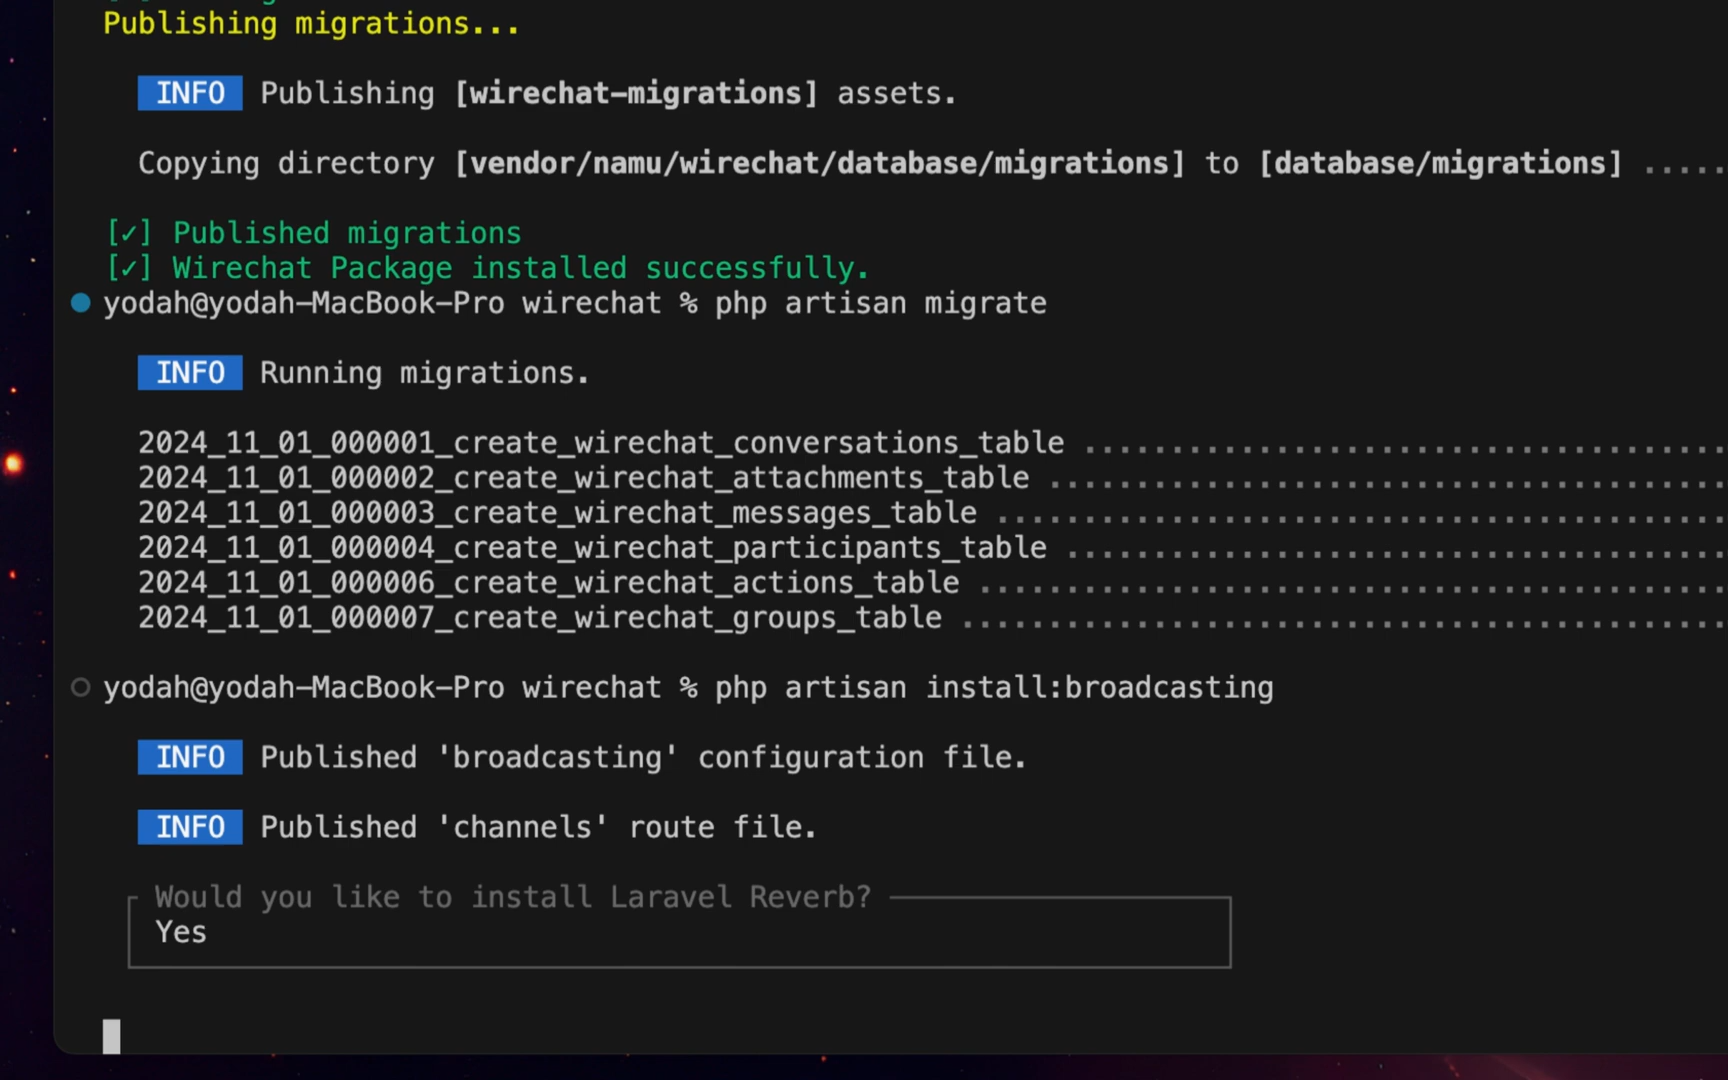 Publishing migrations...
INFO Publishing [wirechat-migrations] assets.
Copying directory [vendor/namu/wirechat/database/migrations] to [database/migrations] .....
[✓] Published migrations
[✓] Wirechat Package installed successfully.
yodah@yodah-MacBook-Pro wirechat % php artisan migrate
INFO Running migrations.
2024_11_01_000001_create_wirechat_conversations_table .....................................
2024_11_01_000002_create_wirechat_attachments_table .......................................
2024_11_01_000003_create_wirechat_messages_table ..........................................
2024_11_01_000004_create_wirechat_participants_table ......................................
2024_11_01_000006_create_wirechat_actions_table ...........................................
2024_11_01_000007_create_wirechat_groups_table ............................................
yodah@yodah-MacBook-Pro wirechat % php artisan install:broadcasting
INFO Published 'broadcasting' configuration file.
INFO Published 'channels' route file.
Would you like to install Laravel Reverb?
Yes